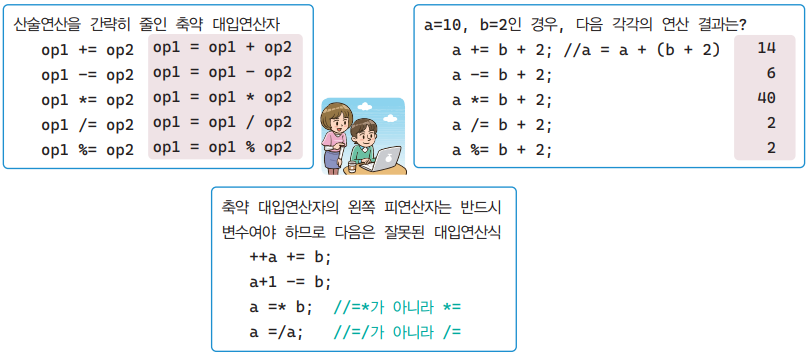 산술연산을 간략히 줄인 축약 대입연산자
op1 += op2 op1 = op1 + op2
op1 -= op2 op1 = op1 - op2
op1 *= op2 op1 = op1 * op2
op1 /= op2 op1 = op1 / op2
op1 %= op2 op1 = op1 % op2
a=10, b=2인 경우, 다음 각각의 연산 결과는?
a += b + 2; //a = a + (b + 2) 14
a -= b + 2; 6
a *= b + 2; 40
a /= b + 2; 2
a %= b + 2; 2
축약 대입연산자의 왼쪽 피연산자는 반드시
변수여야 하므로 다음은 잘못된 대입연산식
++a += b;
a+1 -= b;
a =* b; //=*가 아니라 *=
a =/a; //=/가 아니라 /=